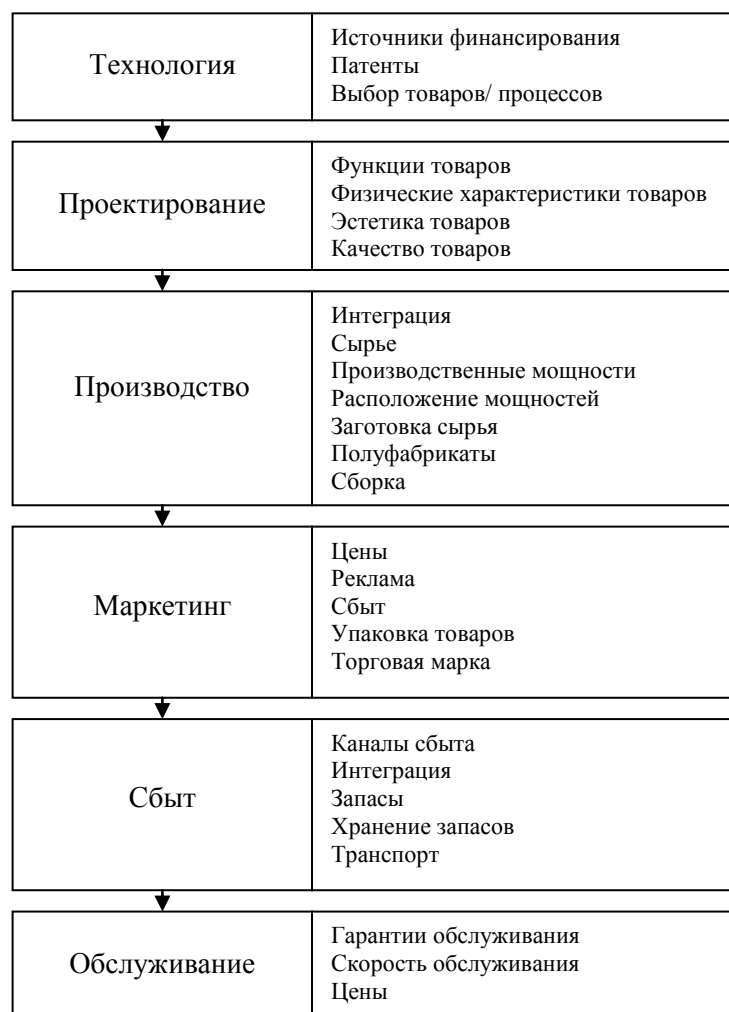 Технология
Источники финансирования
Патенты
Выбор товаров/ процессов
Проектирование
Функции товаров
Физические характеристики товаров
Эстетика товаров
Качество товаров
Производство
Интеграция
Сырье
Производственные мощности
Расположение мощностей
Заготовка сырья
Полуфабрикаты
Сборка
Маркетинг
Цены
Реклама
Сбыт
Упаковка товаров
Торговая марка
Сбыт
Каналы сбыта
Интеграция
Запасы
Хранение запасов
Транспорт
Обслуживание
Гарантии обслуживания
Скорость обслуживания
Цены